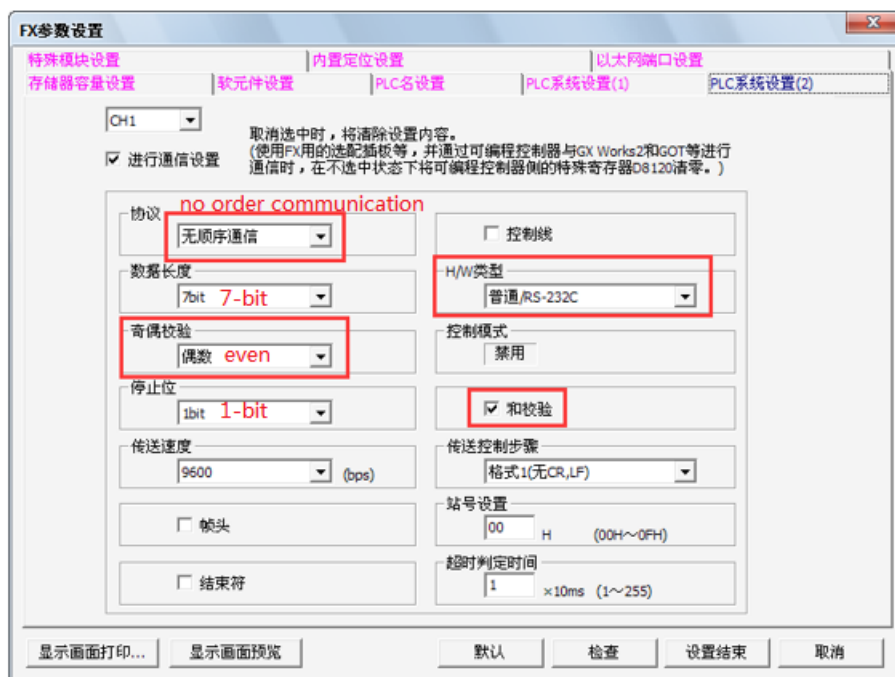 FX参数设置
特殊模块设置 内置定位设置 以太网端口设置
存储器容量设置 软元件设置 PLC名设置 PLC系统设置(1) PLC系统设置(2)
CH1
取消选中时，将清除设置内容。
进行通信设置 (使用FX用的选配插板等，并通过可编程控制器与GX Works2和GOT等进行
通信时，在不选中状态下将可编程控制器侧的特殊寄存器D8120清零。)
no order communication
协议
无顺序通信 控制线
数据长度 H/W类型
7bit 7-bit 普通/RS-232C
奇偶校验 控制模式
偶数 even 禁用
停止位
1bit 1-bit 和校验
传送速度 传送控制步骤
9600 (bps) 格式1(无CR,LF)
站号设置
帧头 00 H (00H～0FH)
超时判定时间
结束符 1 ×10ms (1～255)
显示画面打印... 显示画面预览 默认 检查 设置结束 取消